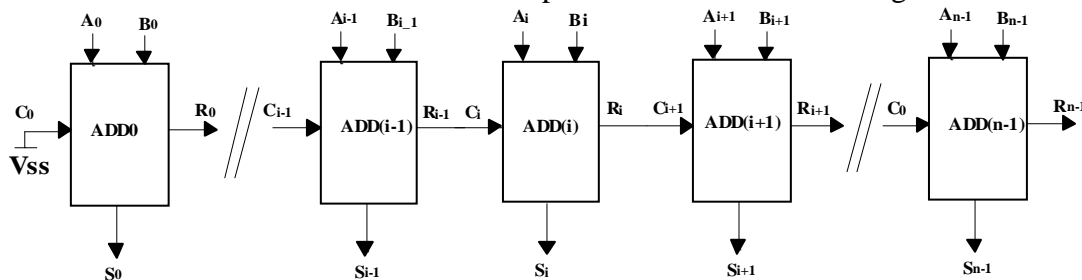 A0 B0 Ai-1 Bi_1 Ai Bi Ai+1 Bi+1 An-1 Bn-1
C0 R0 Ci-1 Ri-1 Ci Ri Ci+1 Ri+1 C0 Rn-1
ADD0 ADD(i-1) ADD(i) ADD(i+1) ADD(n-1)
Vss
S0 Si-1 Si Si+1 Sn-1